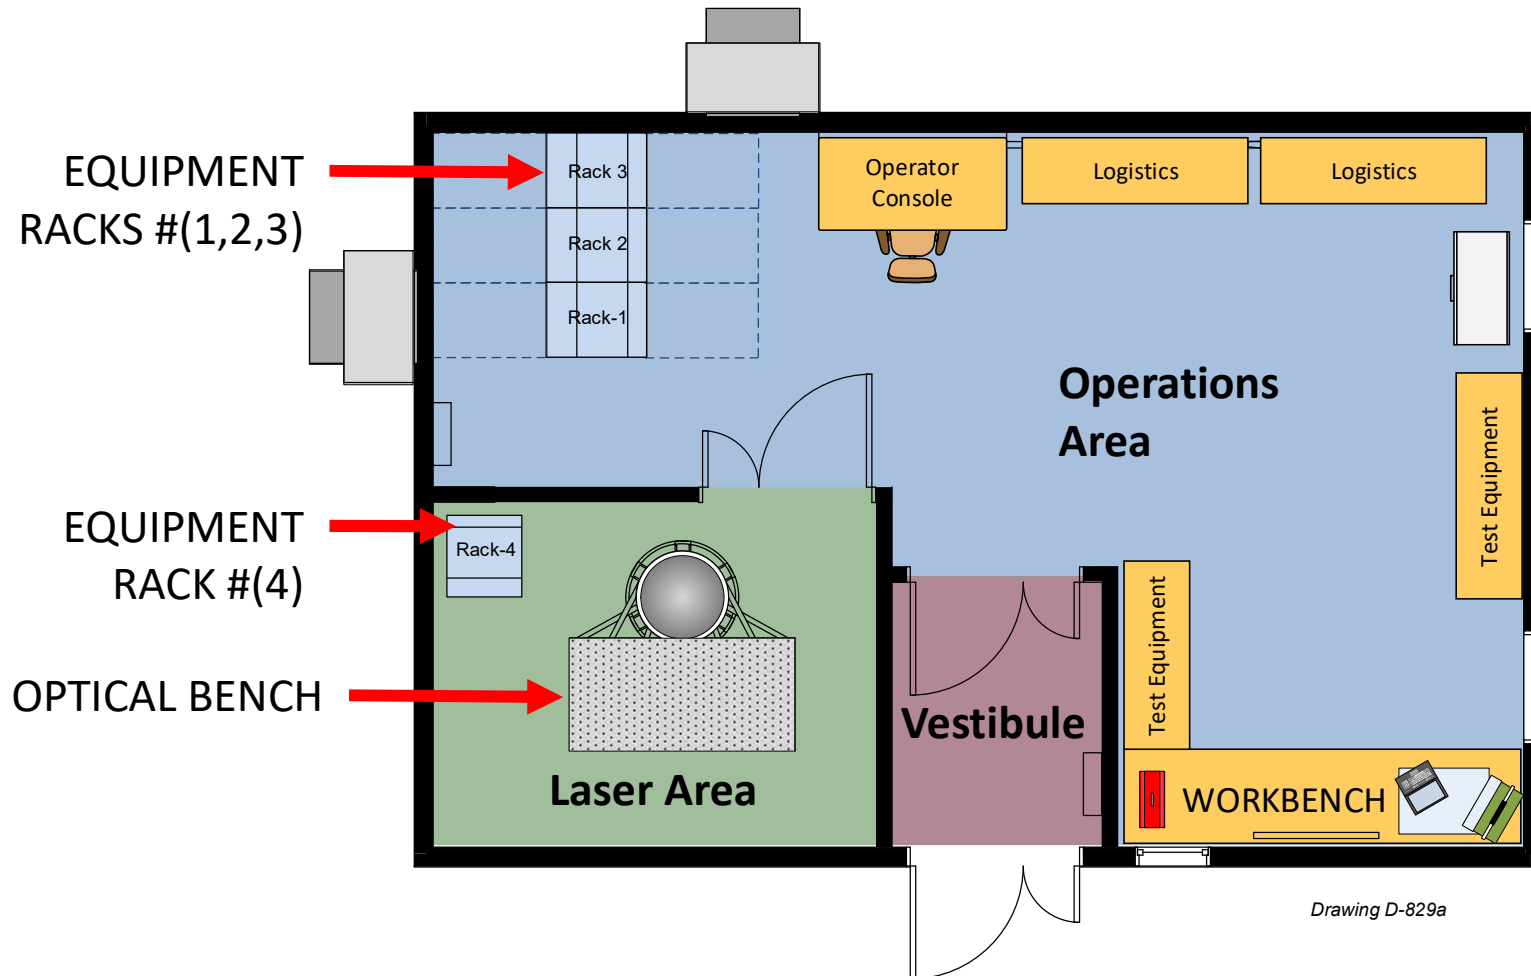 EQUIPMENT
RACKS #(1,2,3)
Rack 3
Rack 2
Rack-1
Operator
Console
Logistics
Logistics
Operations
Area
Test Equipment
EQUIPMENT
RACK #(4)
Rack-4
OPTICAL BENCH
Laser Area
Vestibule
Test Equipment
WORKBENCH
Drawing D-829a